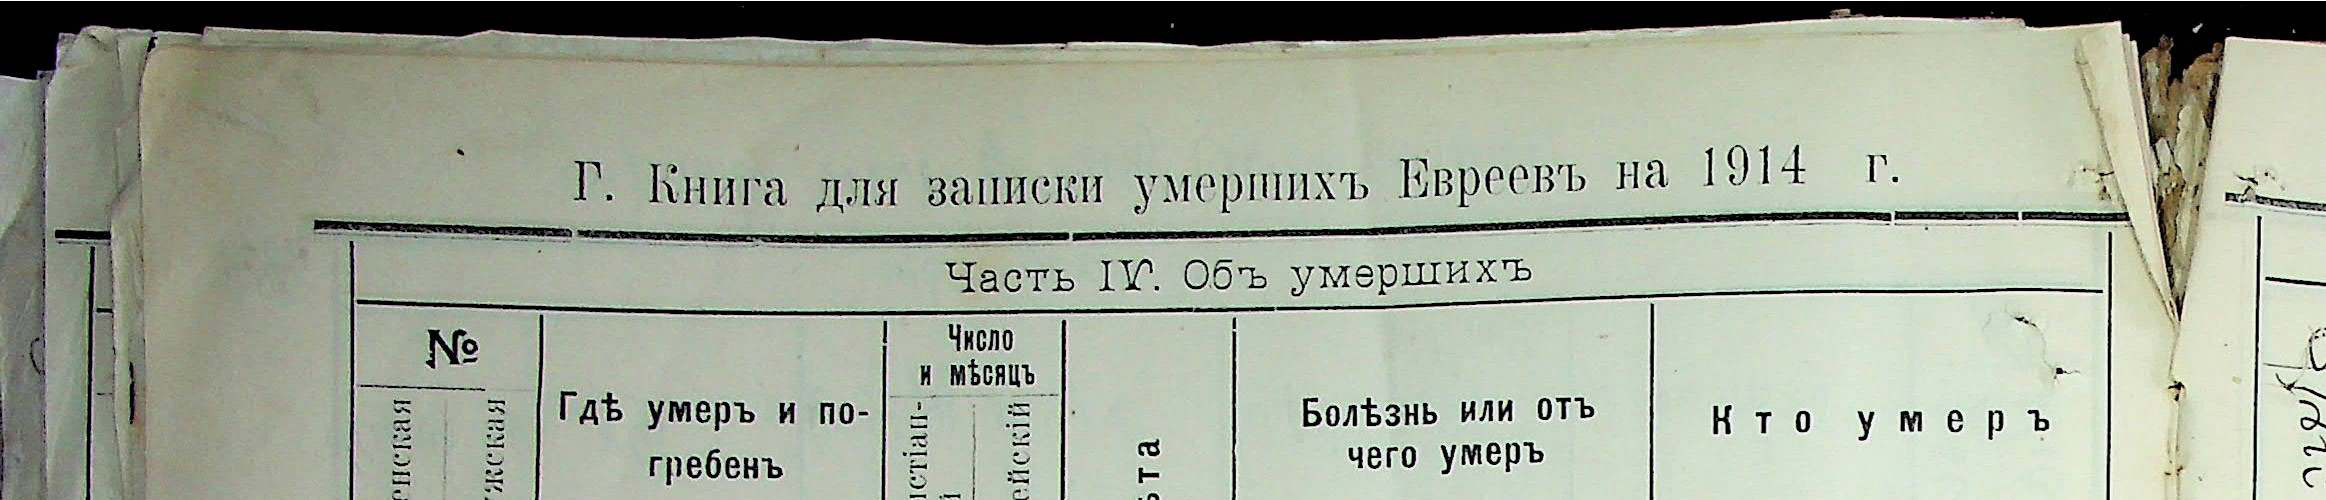 Г. Книга для записки умершихъ Евреевъ на 1914 г.
Часть IV. Объ умершихъ
№
Число
и мѣсяцъ
Гдѣ умеръ и по-
гребенъ
Болѣзнь или отъ
чего умеръ
Кто умеръ